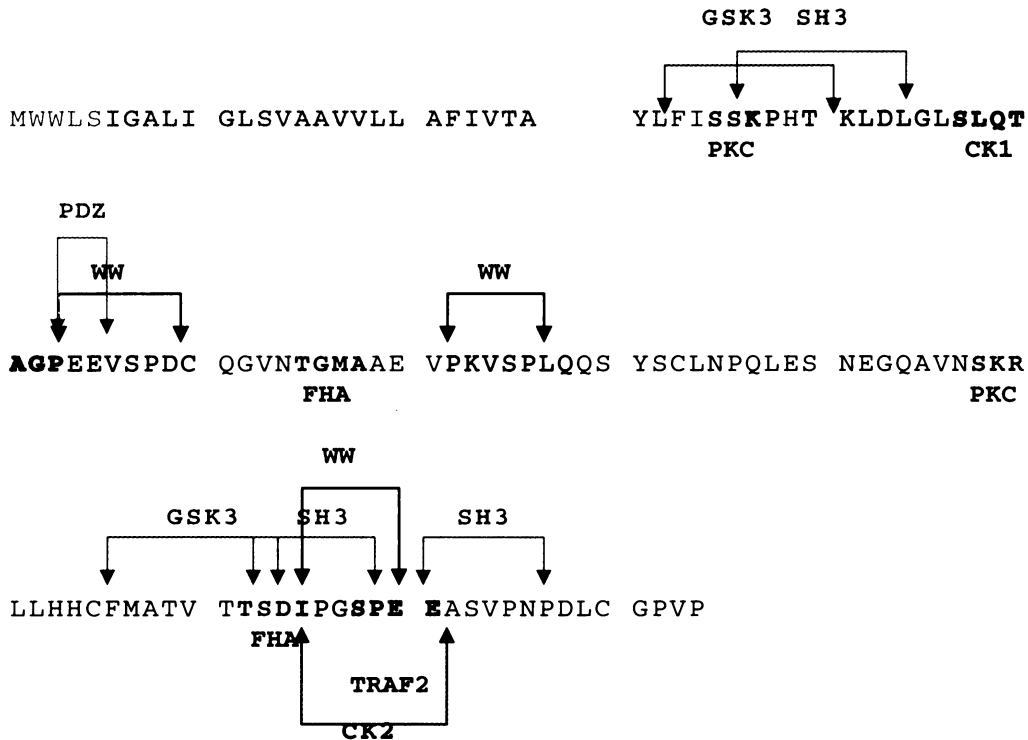 GSK3 SH3
MWWLSIGALI GLSVAAVVLL AFIVTA YLFISSKPHT KLDLGLSLQT
PKC CK1
PDZ
WW WW
AGPEEVSPDC QGVNTGMAAE VPKVSPLQQS YSCLNPQLES NEGQAVNSKR
FHA PKC
WW
GSK3 SH3 SH3
LLHHCFMATV TTSDIPGSPE EASVPNPDLC GPVP
FHA
TRAF2
CK2